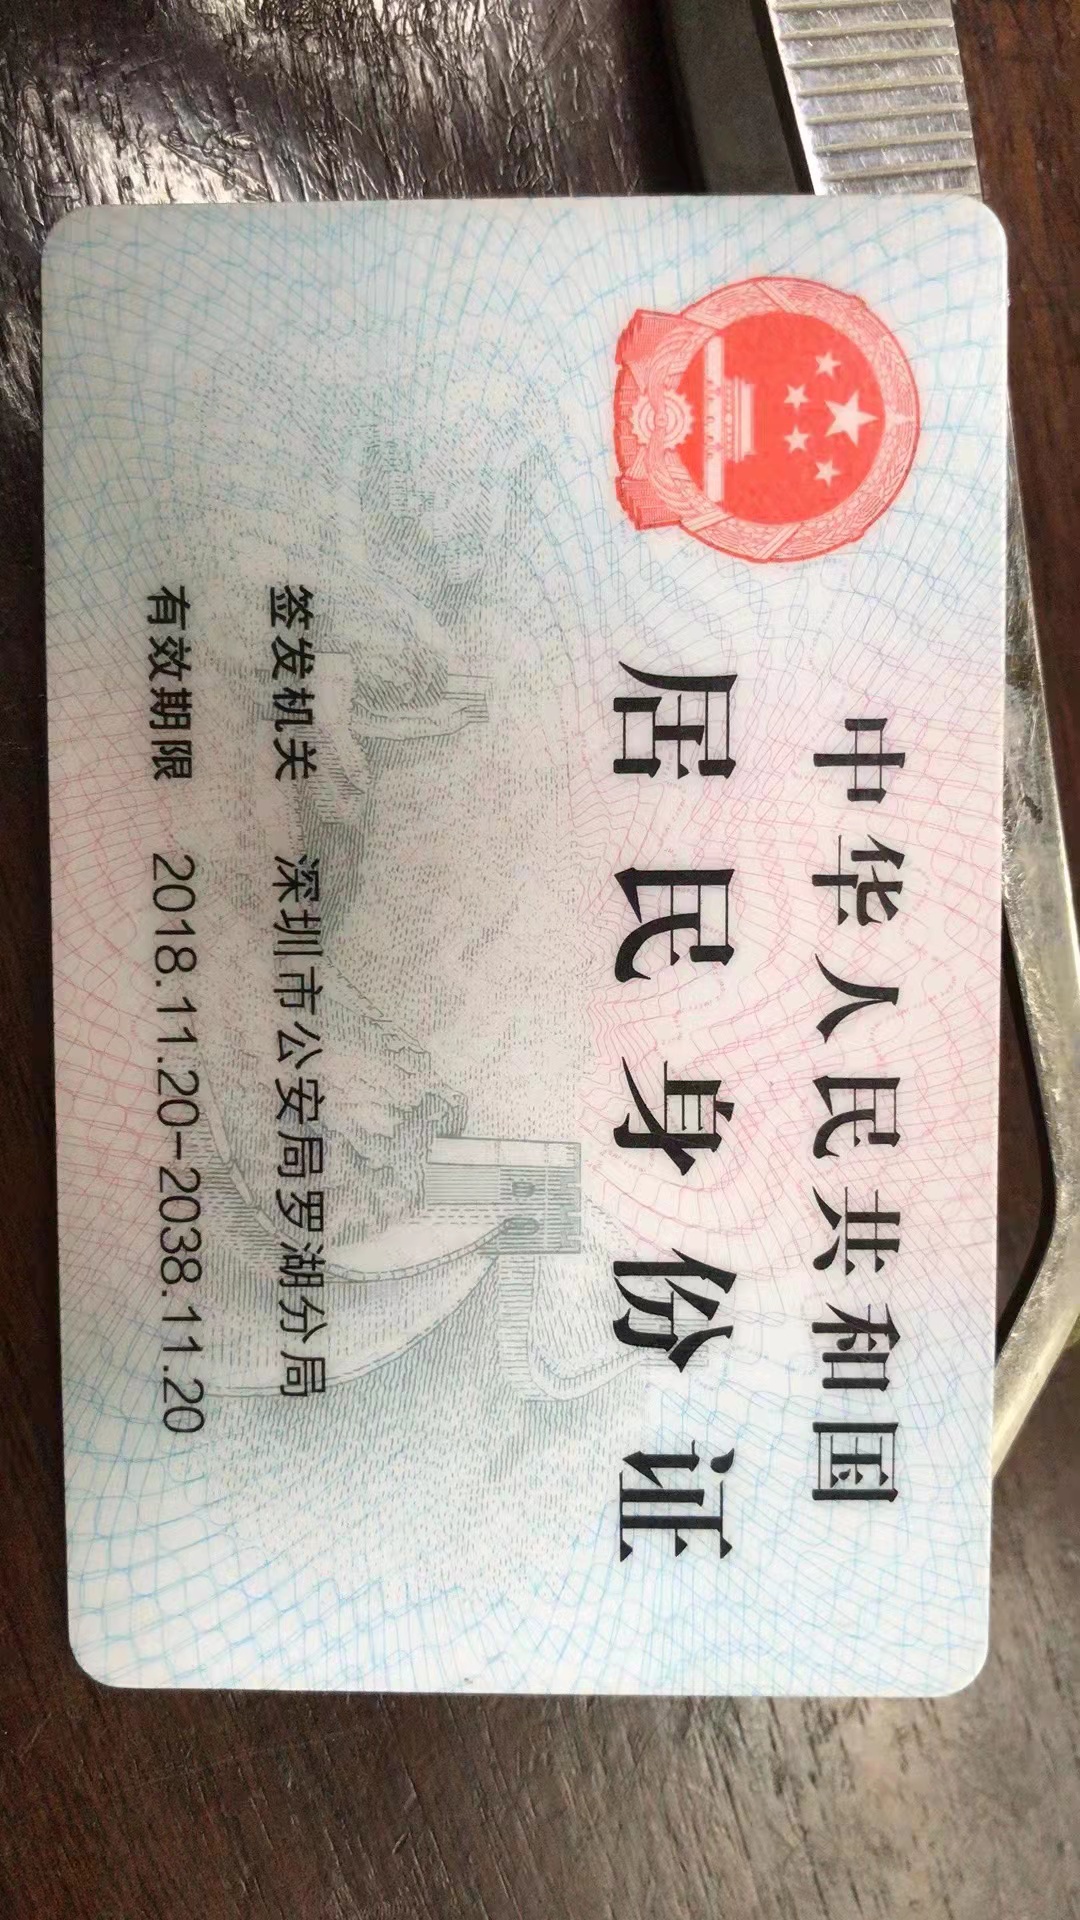 中华人民共和国
居民身份证
签发机关 深圳市公安局罗湖分局
有效期限 2018.11.20-2038.11.20